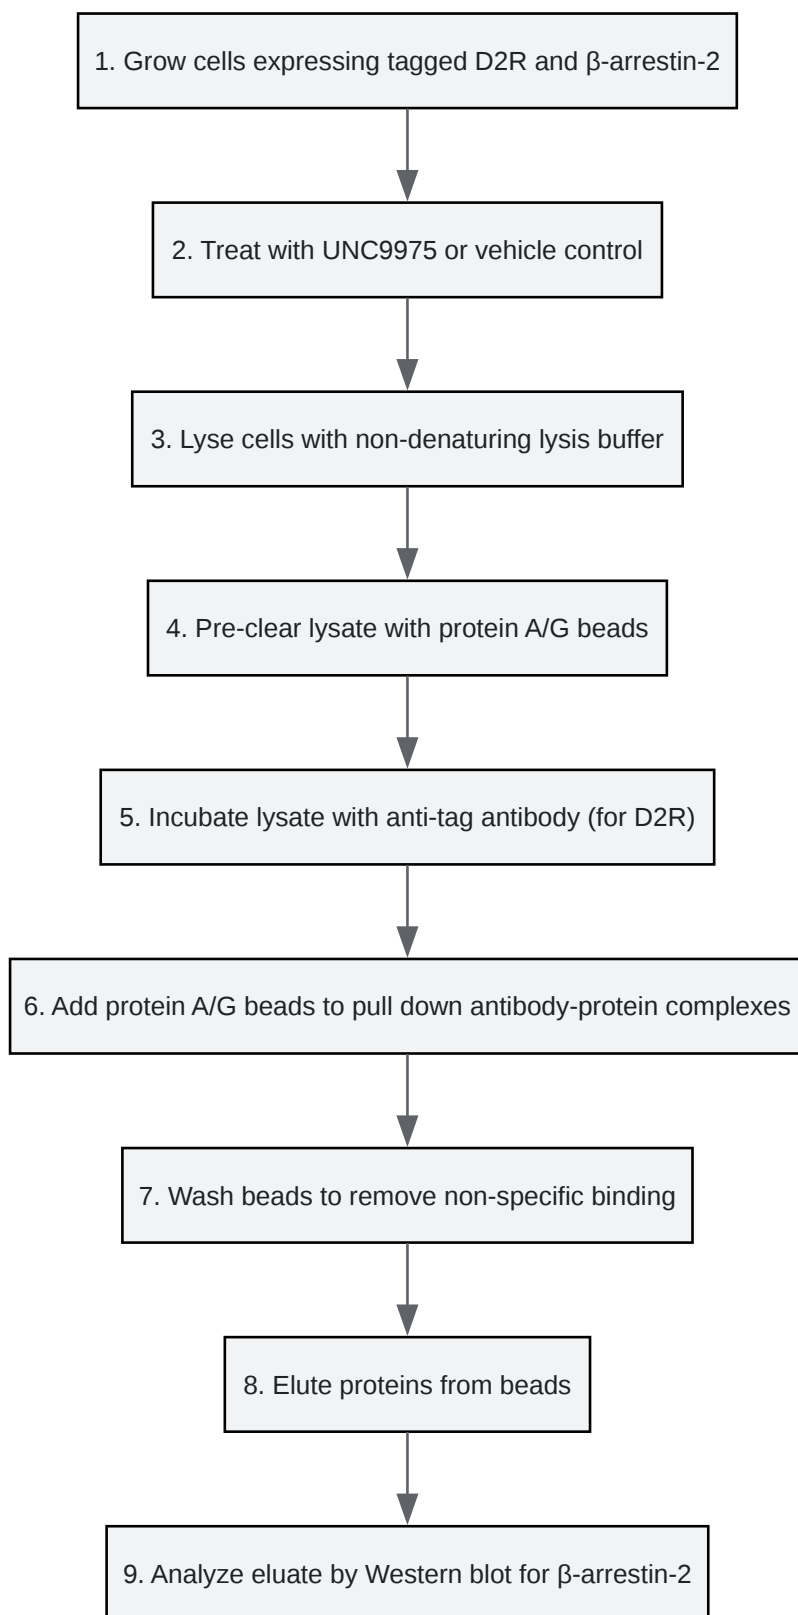 1. Grow cells expressing tagged D2R and β-arrestin-2
2. Treat with UNC9975 or vehicle control
3. Lyse cells with non-denaturing lysis buffer
4. Pre-clear lysate with protein A/G beads
5. Incubate lysate with anti-tag antibody (for D2R)
6. Add protein A/G beads to pull down antibody-protein complexes
7. Wash beads to remove non-specific binding
8. Elute proteins from beads
9. Analyze eluate by Western blot for β-arrestin-2